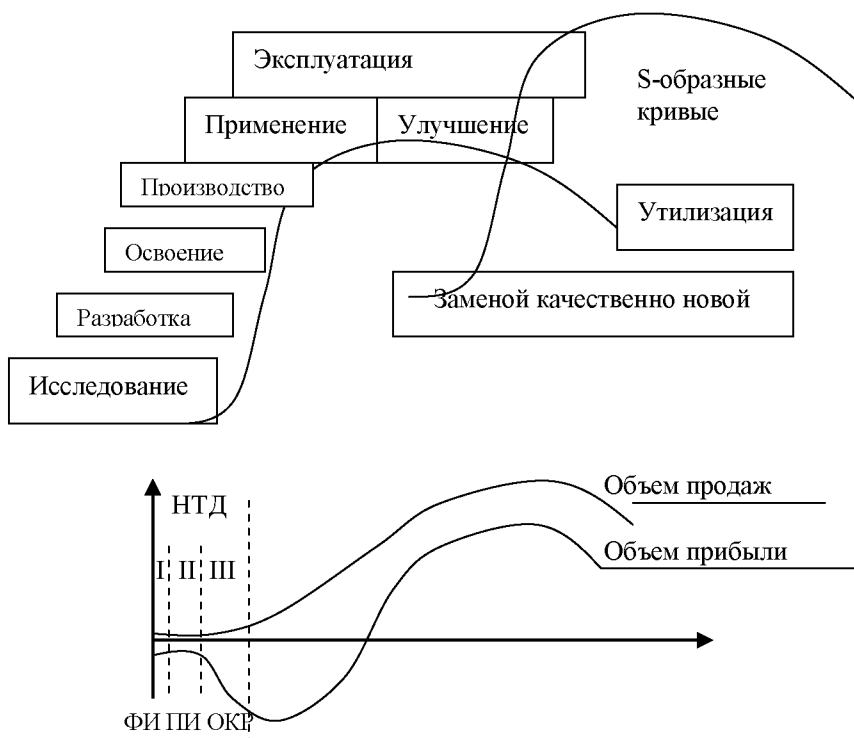 Эксплуатация
S-образные
кривые
Применение
Улучшение
Производство
Утилизация
Освоение
Заменой качественно новой
Разработка
Исследование
Объем продаж
НТД
Объем прибыли
I II III
ФИ ПИ ОКР